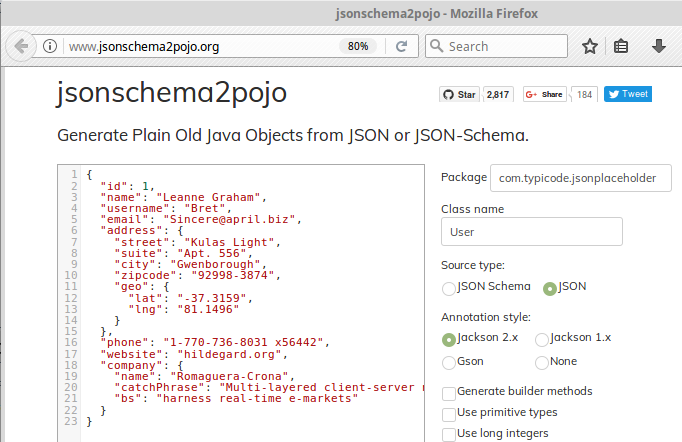 jsonschema2pojo - Mozilla Firefox
www.jsonschema2pojo.org 80% Search
jsonschema2pojo
Star 2,817 Share 184 Tweet
Generate Plain Old Java Objects from JSON or JSON-Schema.
1 {
2 "id": 1,
3 "name": "Leanne Graham",
4 "username": "Bret",
5 "email": "Sincere@april.biz",
6 "address": {
7 "street": "Kulas Light",
8 "suite": "Apt. 556",
9 "city": "Gwenborough",
10 "zipcode": "92998-3874",
11 "geo": {
12 "lat": "-37.3159",
13 "lng": "81.1496"
14 }
15 },
16 "phone": "1-770-736-8031 x56442",
17 "website": "hildegard.org",
18 "company": {
19 "name": "Romaguera-Crona",
20 "catchPhrase": "Multi-layered client-server
21 "bs": "harness real-time e-markets"
22 }
23 }
Package com.typicode.jsonplaceholder
Class name
User
Source type:
JSON Schema JSON
Annotation style:
Jackson 2.x Jackson 1.x
Gson None
Generate builder methods
Use primitive types
Use long integers